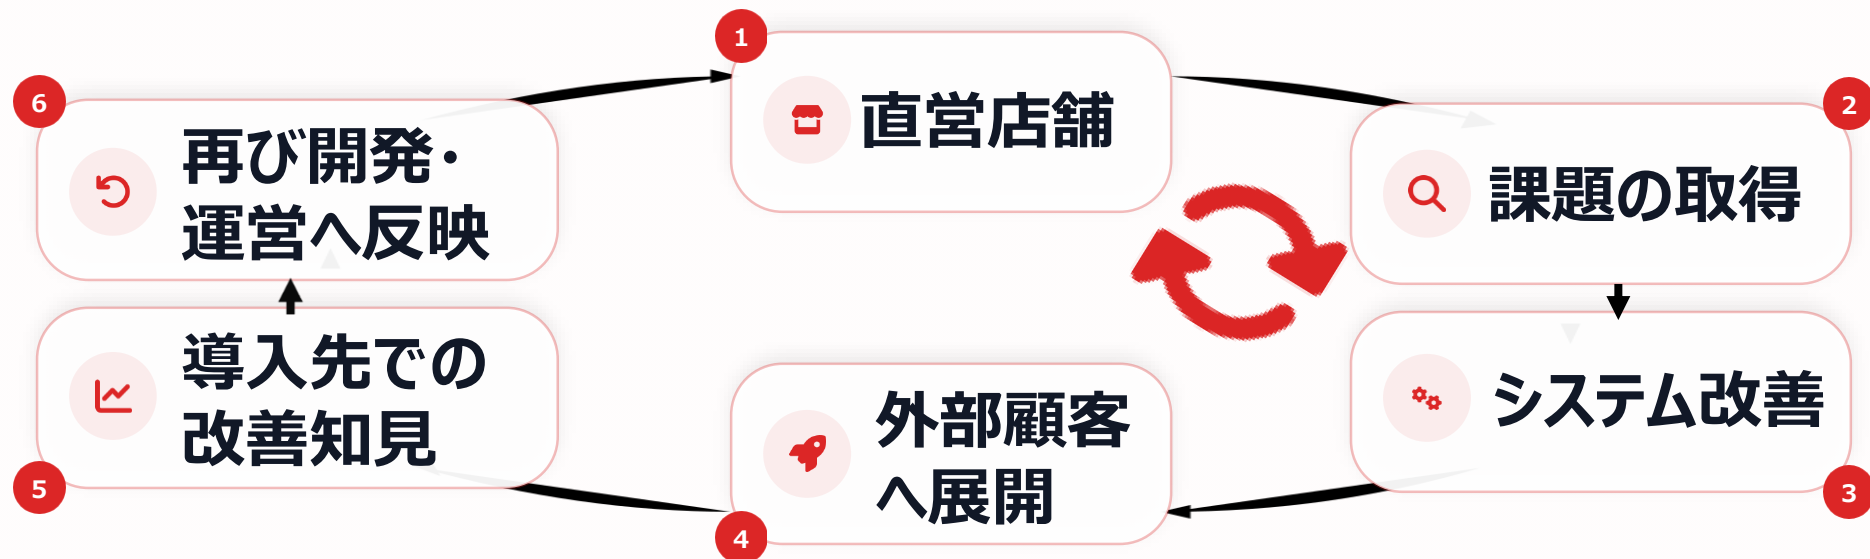 1
直営店舗
2
課題の取得
3
システム改善
4
外部顧客
へ展開
5
導入先での
改善知見
6
再び開発・
運営へ反映